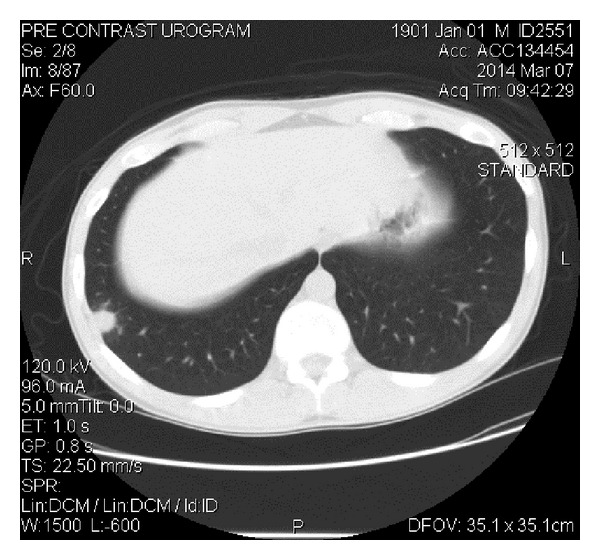 PRE CONTRAST UROGRAM
Se: 2/8
Im: 8/87
Ax: F60.0
1901 Jan 01 M ID2551
Acc: ACC134454
2014 Mar 07
Acq Tm: 09:42:29
512 x 512
STANDARD
R
L
120.0 kV
96.0 mA
5.0 mmTilt: 0.0
ET: 1.0 s
GP: 0.8 s
TS: 22.50 mm/s
SPR:
Lin:DCM / Lin:DCM / Id:ID
W:1500 L:-600
P
DFOV: 35.1 x 35.1cm